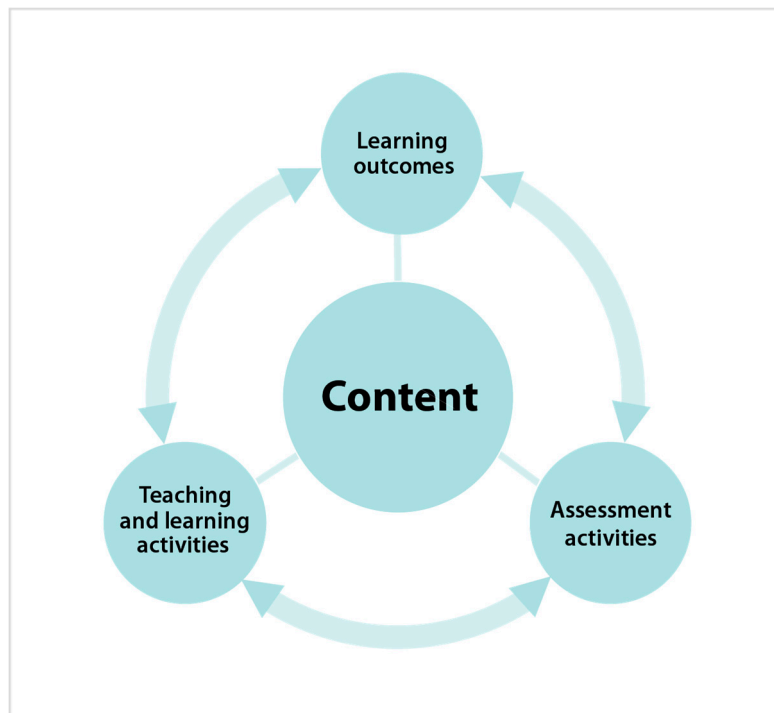 Learning
outcomes
Content
Teaching
and learning
activities
Assessment
activities